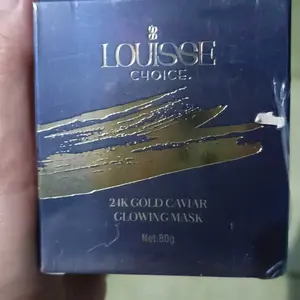 LOUISSE
CHOICE.
24K GOLD CAVIAR
GLOWING MASK
Net:80g